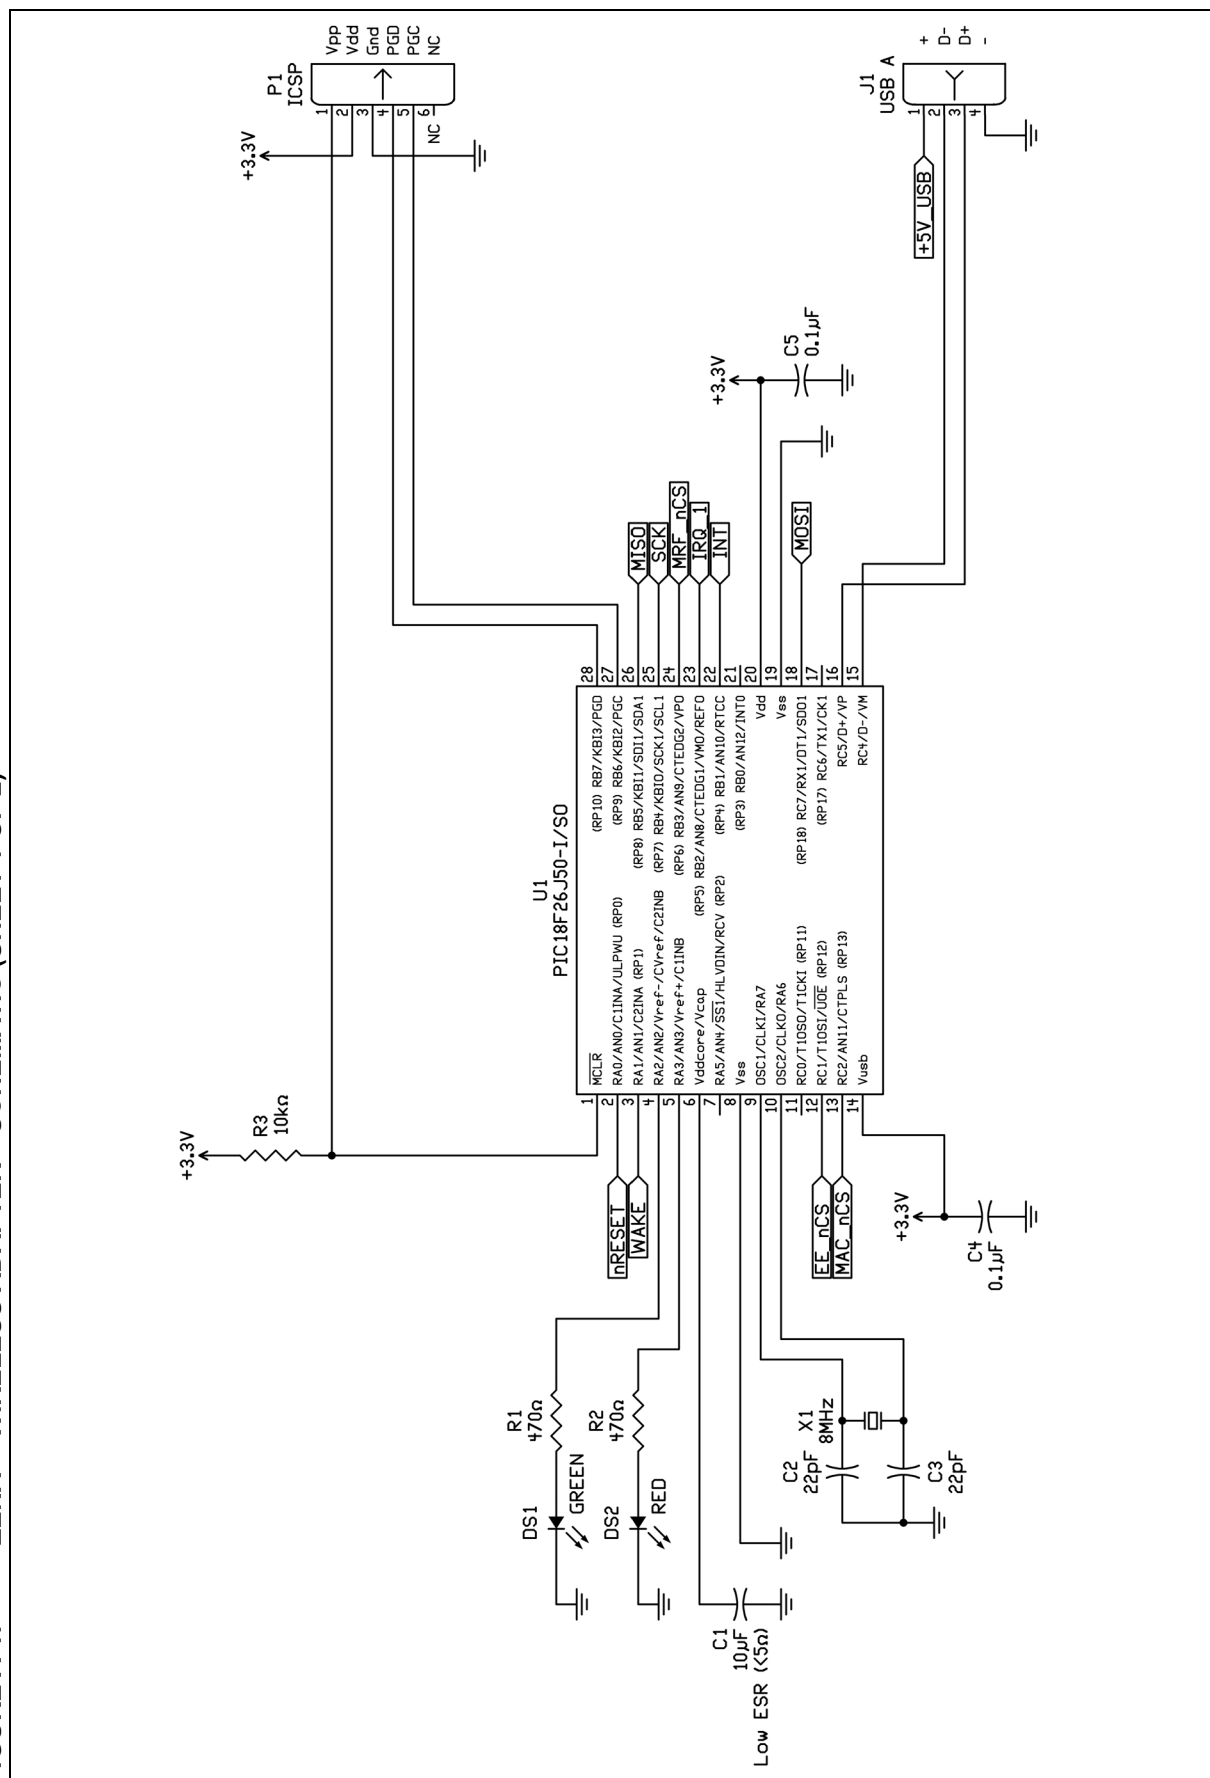 P1
ICSP
Vpp
Vdd
Gnd
PGD
PGC
NC
1
2
3
4
5
6
NC
+3.3V
J1
USB A
+
D-
D+
-
1
2
3
4
+5V_USB
+3.3V
C5
0.1µF
MISO
SCK
MRF_nCS
IRQ_1
INT
MOSI
U1
PIC18F26J50-I/SO
28
27
26
25
24
23
22
21
20
19
18
17
16
15
(RP10) RB7/KBI3/PGD
(RP9) RB6/KBI2/PGC
(RP8) RB5/KBI1/SDI1/SDA1
(RP7) RB4/KBI0/SCK1/SCL1
(RP6) RB3/AN9/CTEDG2/VPO
(RP5) RB2/AN8/CTEDG1/VMO/REFO
(RP4) RB1/AN10/RTCC
(RP3) RB0/AN12/INT0
Vdd
Vss
(RP18) RC7/RX1/DT1/SDO1
(RP17) RC6/TX1/CK1
RC5/D+/VP
RC4/D-/VM
MCLR
RA0/AN0/C1INA/ULPWU (RP0)
RA1/AN1/C2INA (RP1)
RA2/AN2/Vref-/CVref/C2INB
RA3/AN3/Vref+/C1INB
Vddcore/Vcap
RA5/AN4/SS1/HLVDIN/RCV (RP2)
Vss
OSC1/CLKI/RA7
OSC2/CLKO/RA6
RC0/T1OSO/T1CKI (RP11)
RC1/T1OSI/UOE (RP12)
RC2/AN11/CTPLS (RP13)
Vusb
1
2
3
4
5
6
7
8
9
10
11
12
13
14
+3.3V
R3
10kΩ
nRESET
WAKE
EE_nCS
MAC_nCS
+3.3V
C4
0.1µF
R1
470Ω
R2
470Ω
X1
8MHz
C2
22pF
C3
22pF
DS1
GREEN
DS2
RED
C1
10µF
Low ESR (<5Ω)